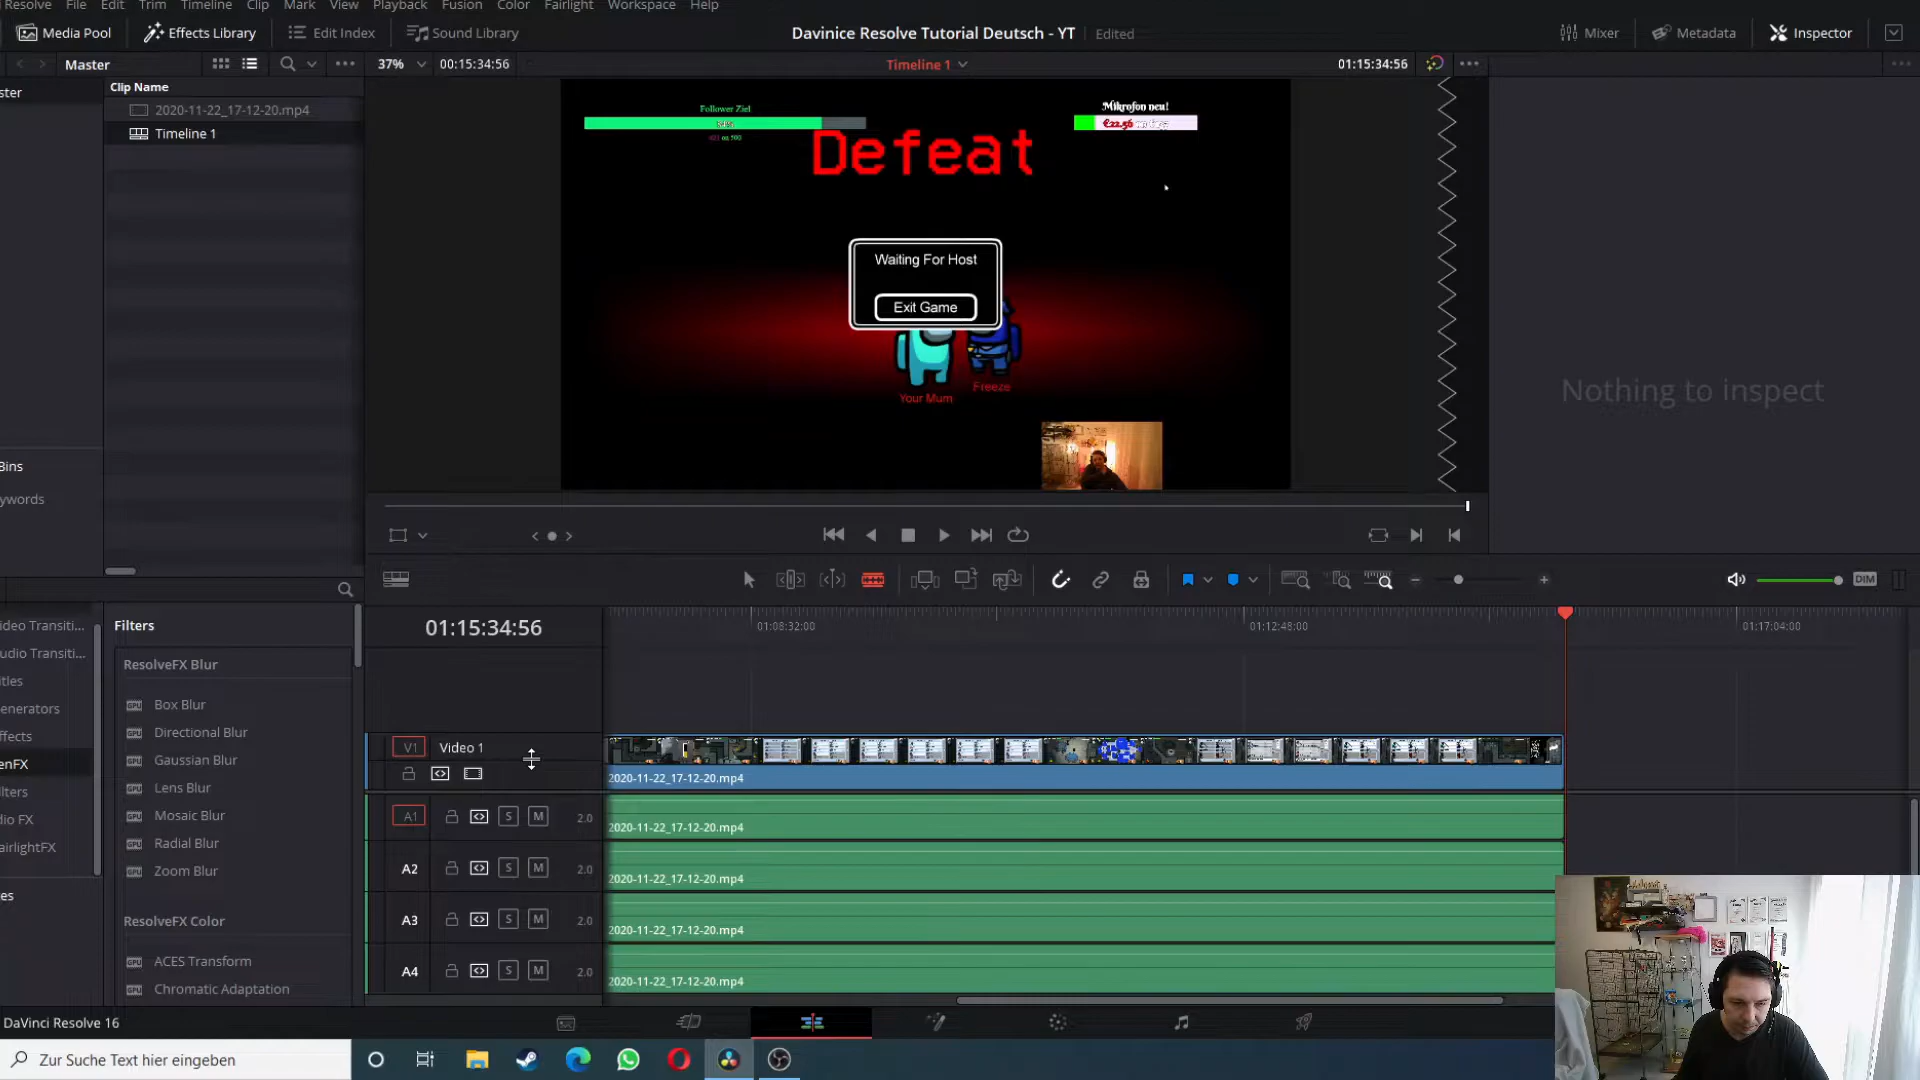 Resolve File Edit Trim Timeline Clip Mark View Playback Fusion Color Fairlight Workspace Help
Media Pool Effects Library Edit Index Sound Library Davinice Resolve Tutorial Deutsch - YT Edited Mixer Metadata Inspector
Master 37% 00:15:34:56 Timeline 1 01:15:34:56
ster Clip Name
2020-11-22_17-12-20.mp4
Timeline 1
Follower Ziel
Mikrofon neu!
€22.56
Defeat
Waiting For Host
Exit Game
Freeze
Your Mum
Nothing to inspect
Bins
ywords
01:15:34:56
01:08:32:00 01:12:48:00 01:17:04:00
DIM
ideo Transiti...
udio Transiti...
itles
enerators
ffects
enFX
ilters
dio FX
airlightFX
es
Filters
ResolveFX Blur
Box Blur
Directional Blur
Gaussian Blur
Lens Blur
Mosaic Blur
Radial Blur
Zoom Blur
ResolveFX Color
ACES Transform
Chromatic Adaptation
V1 Video 1
2020-11-22_17-12-20.mp4
A1 S M 2.0
2020-11-22_17-12-20.mp4
A2 S M 2.0
2020-11-22_17-12-20.mp4
A3 S M 2.0
2020-11-22_17-12-20.mp4
A4 S M 2.0
2020-11-22_17-12-20.mp4
DaVinci Resolve 16
Zur Suche Text hier eingeben